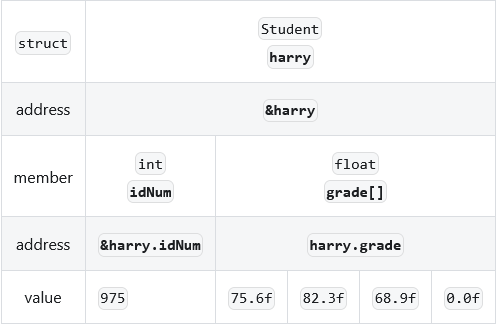 struct
Student
harry
address
&harry
member
int
idNum
float
grade[]
address
&harry.idNum
harry.grade
value
975
75.6f
82.3f
68.9f
0.0f